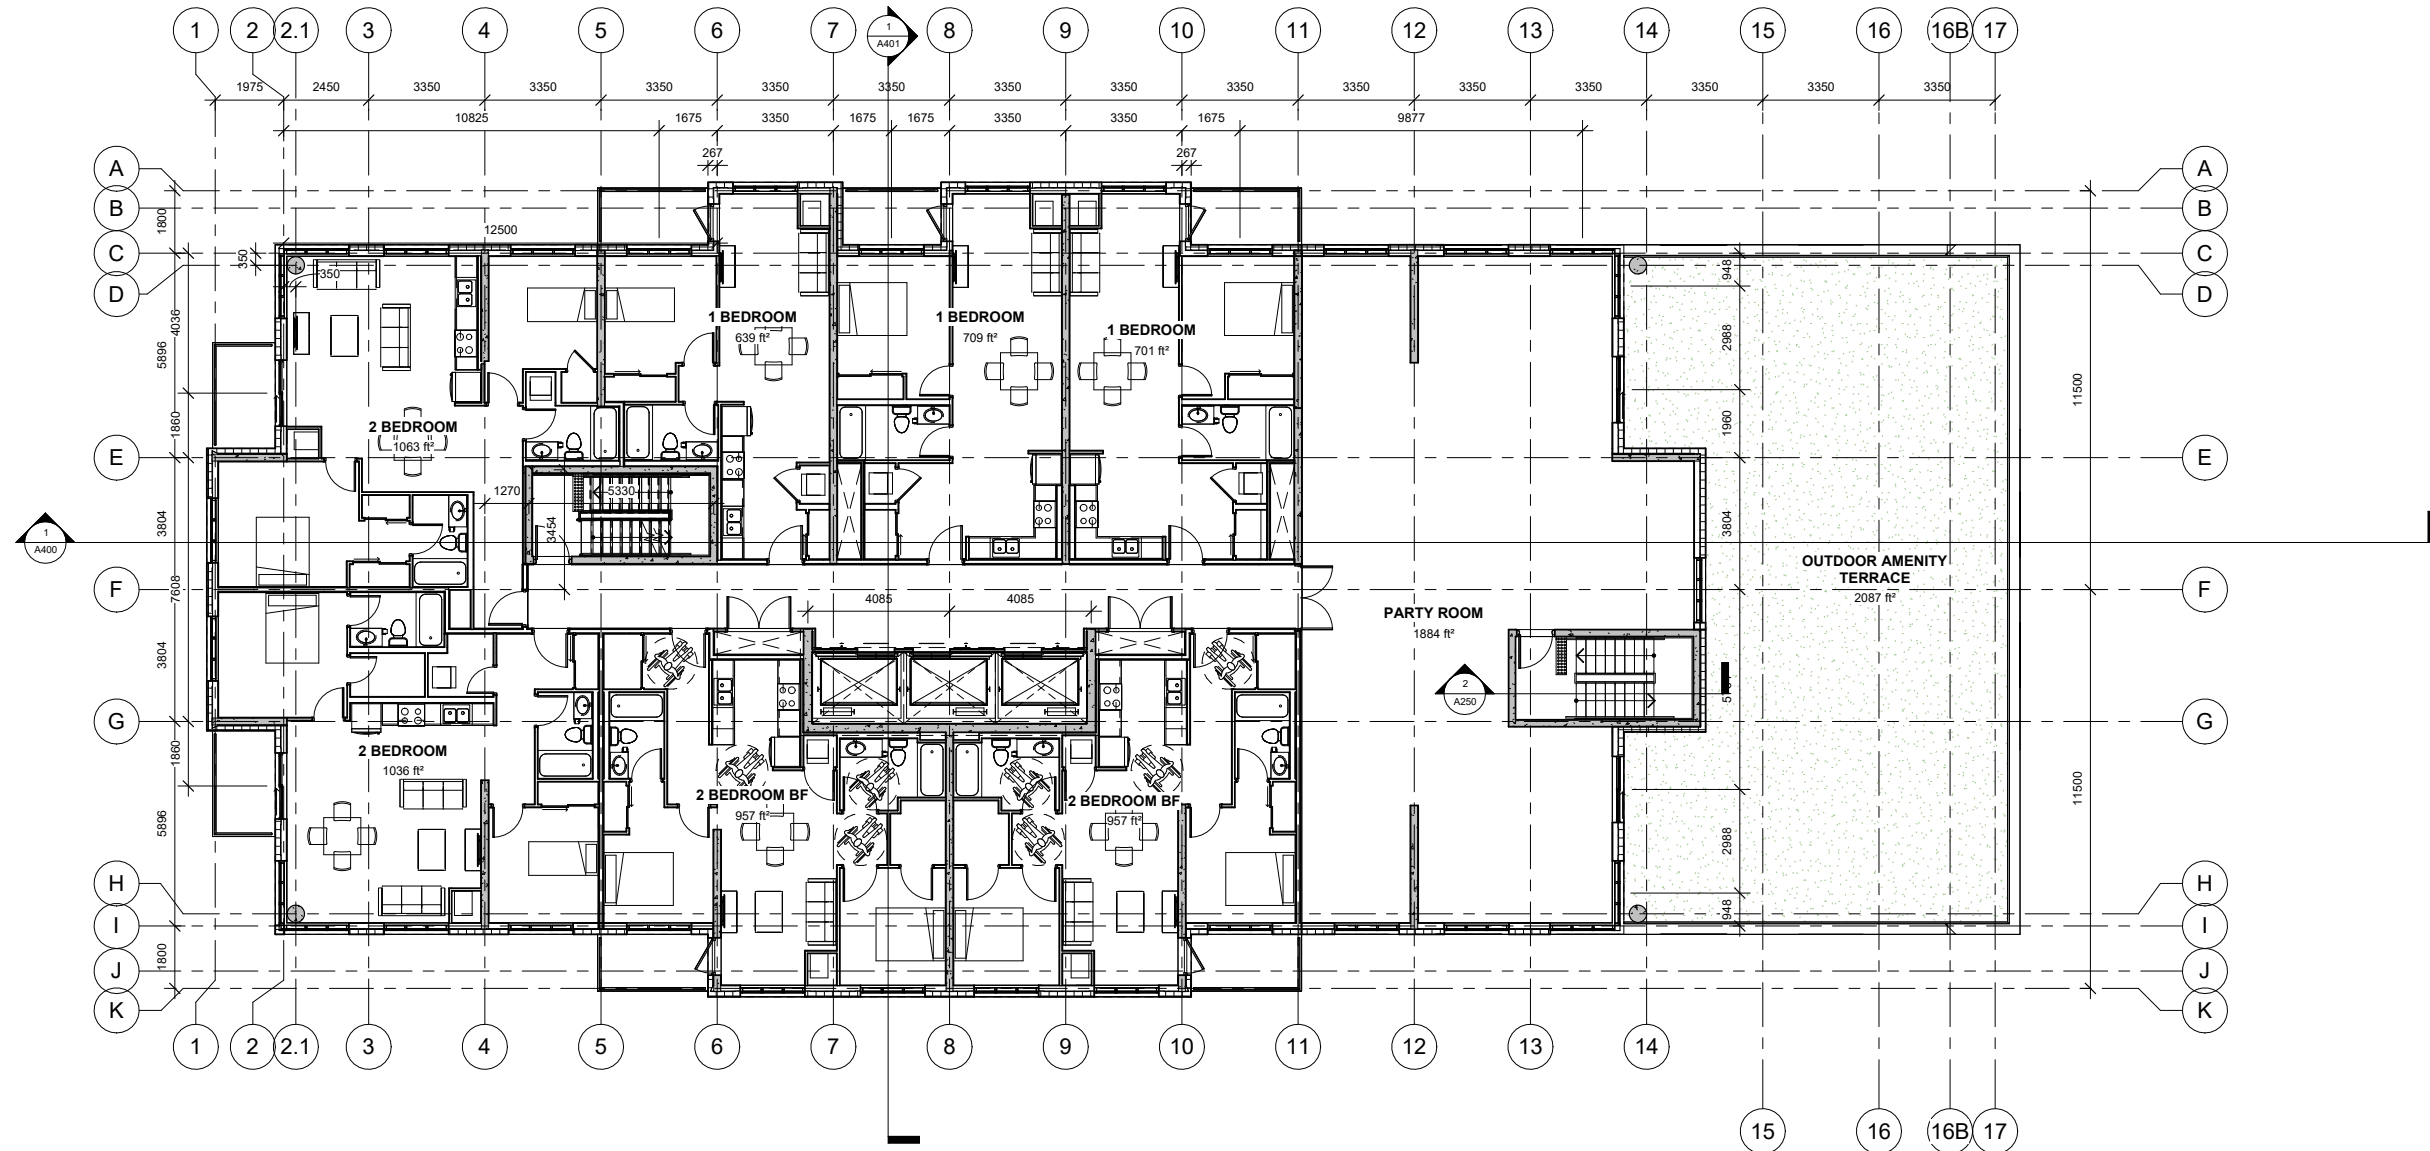 1 2 2.1 3 4 5 6 7 8 9 10 11 12 13 14 15 16 16B 17
1
A401
1975 2450 3350 3350 3350 3350 3350 3350 3350 3350 3350 3350 3350 3350 3350 3350
10825 1675 3350 1675 1675 3350 3350 1675 9877
267 267
A A
B B
C C
D D
E E
F F
G G
H H
I I
J J
K K
1800
350
4036
5896
1860
3804
7608
3804
1860
5896
1800
12500
350
948
2988
1960
3804
2988
948
11500
11500
1 BEDROOM
639 ft²
1 BEDROOM
709 ft²
1 BEDROOM
701 ft²
2 BEDROOM
1063 ft²
1270
5330
3454
1
A400
OUTDOOR AMENITY
TERRACE
2087 ft²
4085 4085
PARTY ROOM
1884 ft²
2
A250
2 BEDROOM
1036 ft²
2 BEDROOM BF
957 ft²
2 BEDROOM BF
957 ft²
1 2 2.1 3 4 5 6 7 8 9 10 11 12 13 14
15 16 16B 17